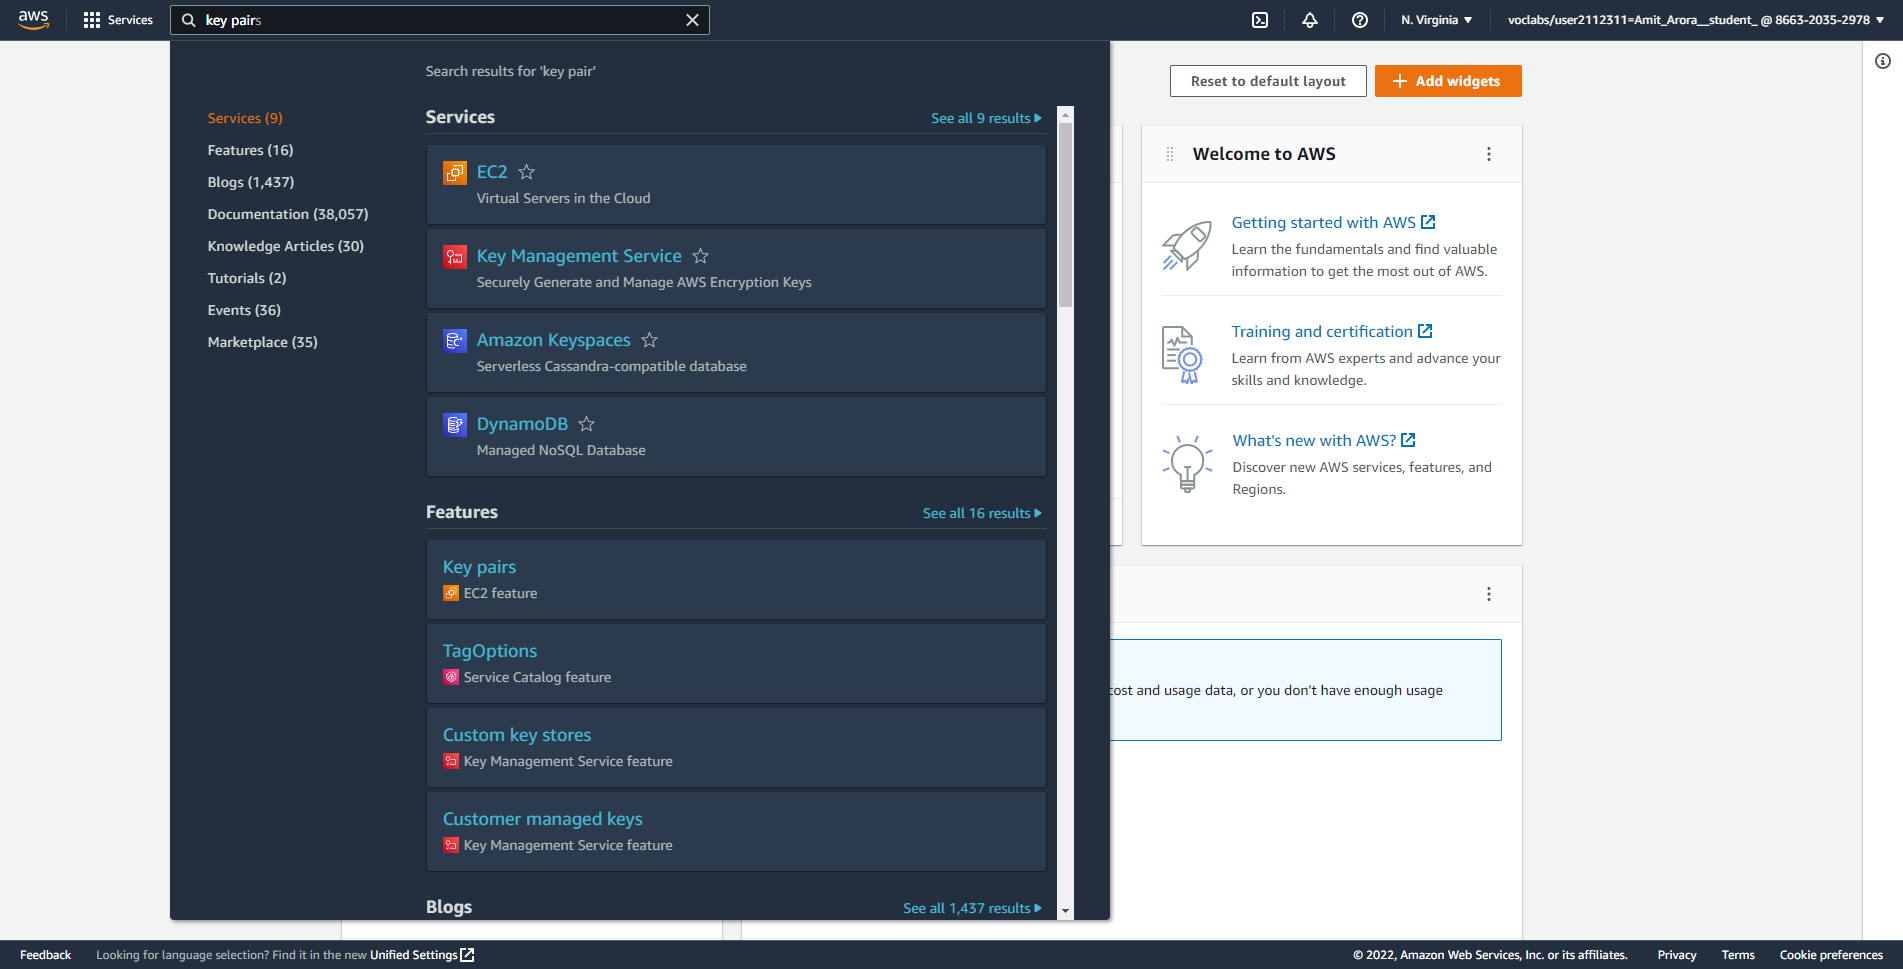 aws
Services
key pairs
N. Virginia
voclabs/user2112311=Amit_Arora__student_ @ 8663-2035-2978
Search results for 'key pair'
Services (9)
Features (16)
Blogs (1,437)
Documentation (38,057)
Knowledge Articles (30)
Tutorials (2)
Events (36)
Marketplace (35)
Services
See all 9 results
EC2
Virtual Servers in the Cloud
Key Management Service
Securely Generate and Manage AWS Encryption Keys
Amazon Keyspaces
Serverless Cassandra-compatible database
DynamoDB
Managed NoSQL Database
Features
See all 16 results
Key pairs
EC2 feature
TagOptions
Service Catalog feature
Custom key stores
Key Management Service feature
Customer managed keys
Key Management Service feature
Blogs
See all 1,437 results
Reset to default layout
Add widgets
Welcome to AWS
Getting started with AWS
Learn the fundamentals and find valuable
information to get the most out of AWS.
Training and certification
Learn from AWS experts and advance your
skills and knowledge.
What's new with AWS?
Discover new AWS services, features, and
Regions.
cost and usage data, or you don't have enough usage
Feedback
Looking for language selection? Find it in the new Unified Settings
© 2022, Amazon Web Services, Inc. or its affiliates.
Privacy
Terms
Cookie preferences